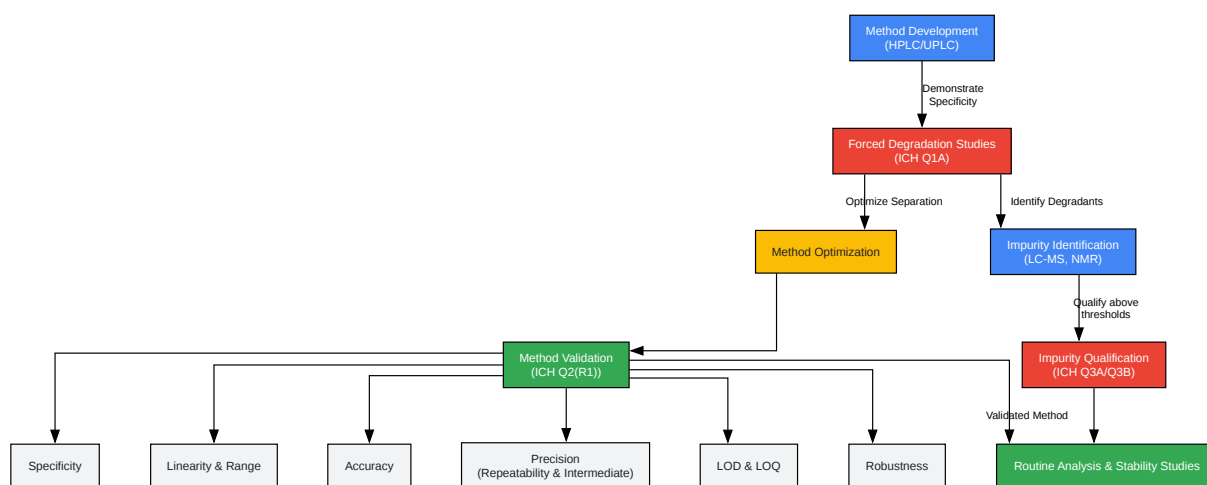 Method Development
(HPLC/UPLC)
Demonstrate
Specificity
Forced Degradation Studies
(ICH Q1A)
Optimize Separation
Identify Degradants
Method Optimization
Impurity Identification
(LC-MS, NMR)
Qualify above
thresholds
Method Validation
(ICH Q2(R1))
Impurity Qualification
(ICH Q3A/Q3B)
Validated Method
Specificity
Linearity & Range
Accuracy
Precision
(Repeatability & Intermediate)
LOD & LOQ
Robustness
Routine Analysis & Stability Studies